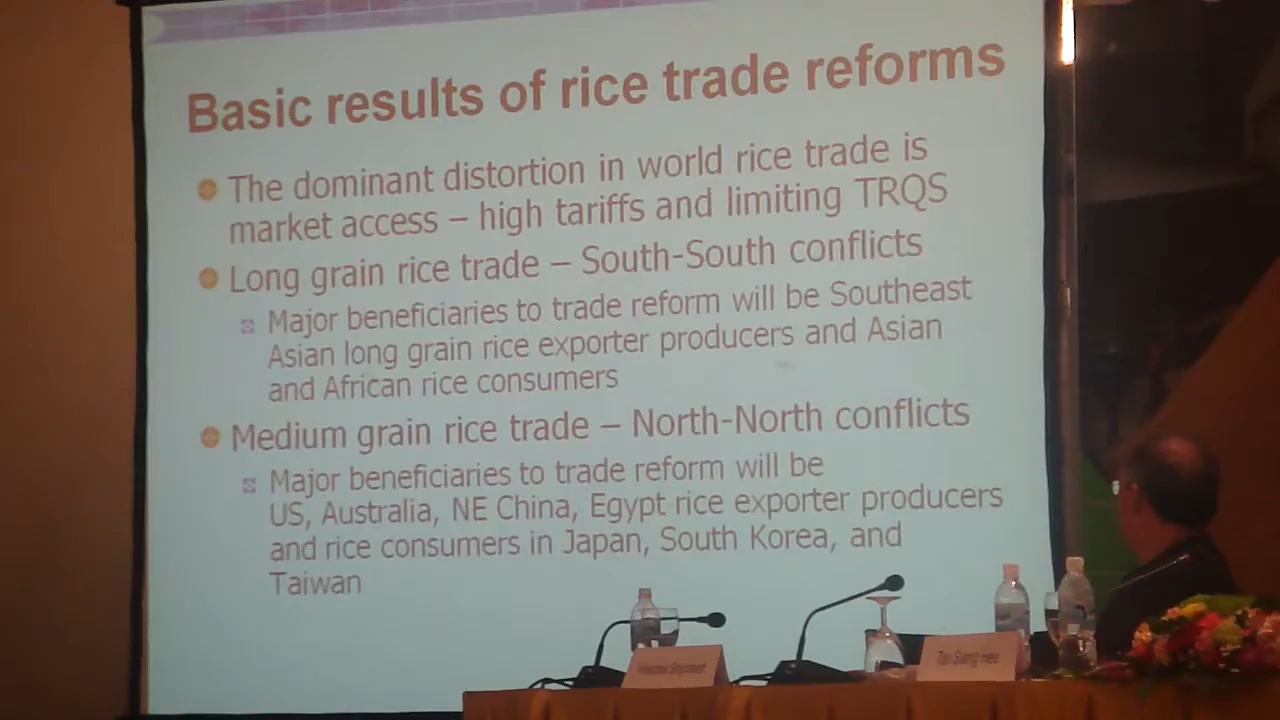 Basic results of rice trade reforms
The dominant distortion in world rice trade is
market access – high tariffs and limiting TRQS
Long grain rice trade – South-South conflicts
Major beneficiaries to trade reform will be Southeast
Asian long grain rice exporter producers and Asian
and African rice consumers
Medium grain rice trade – North-North conflicts
Major beneficiaries to trade reform will be
US, Australia, NE China, Egypt rice exporter producers
and rice consumers in Japan, South Korea, and
Taiwan